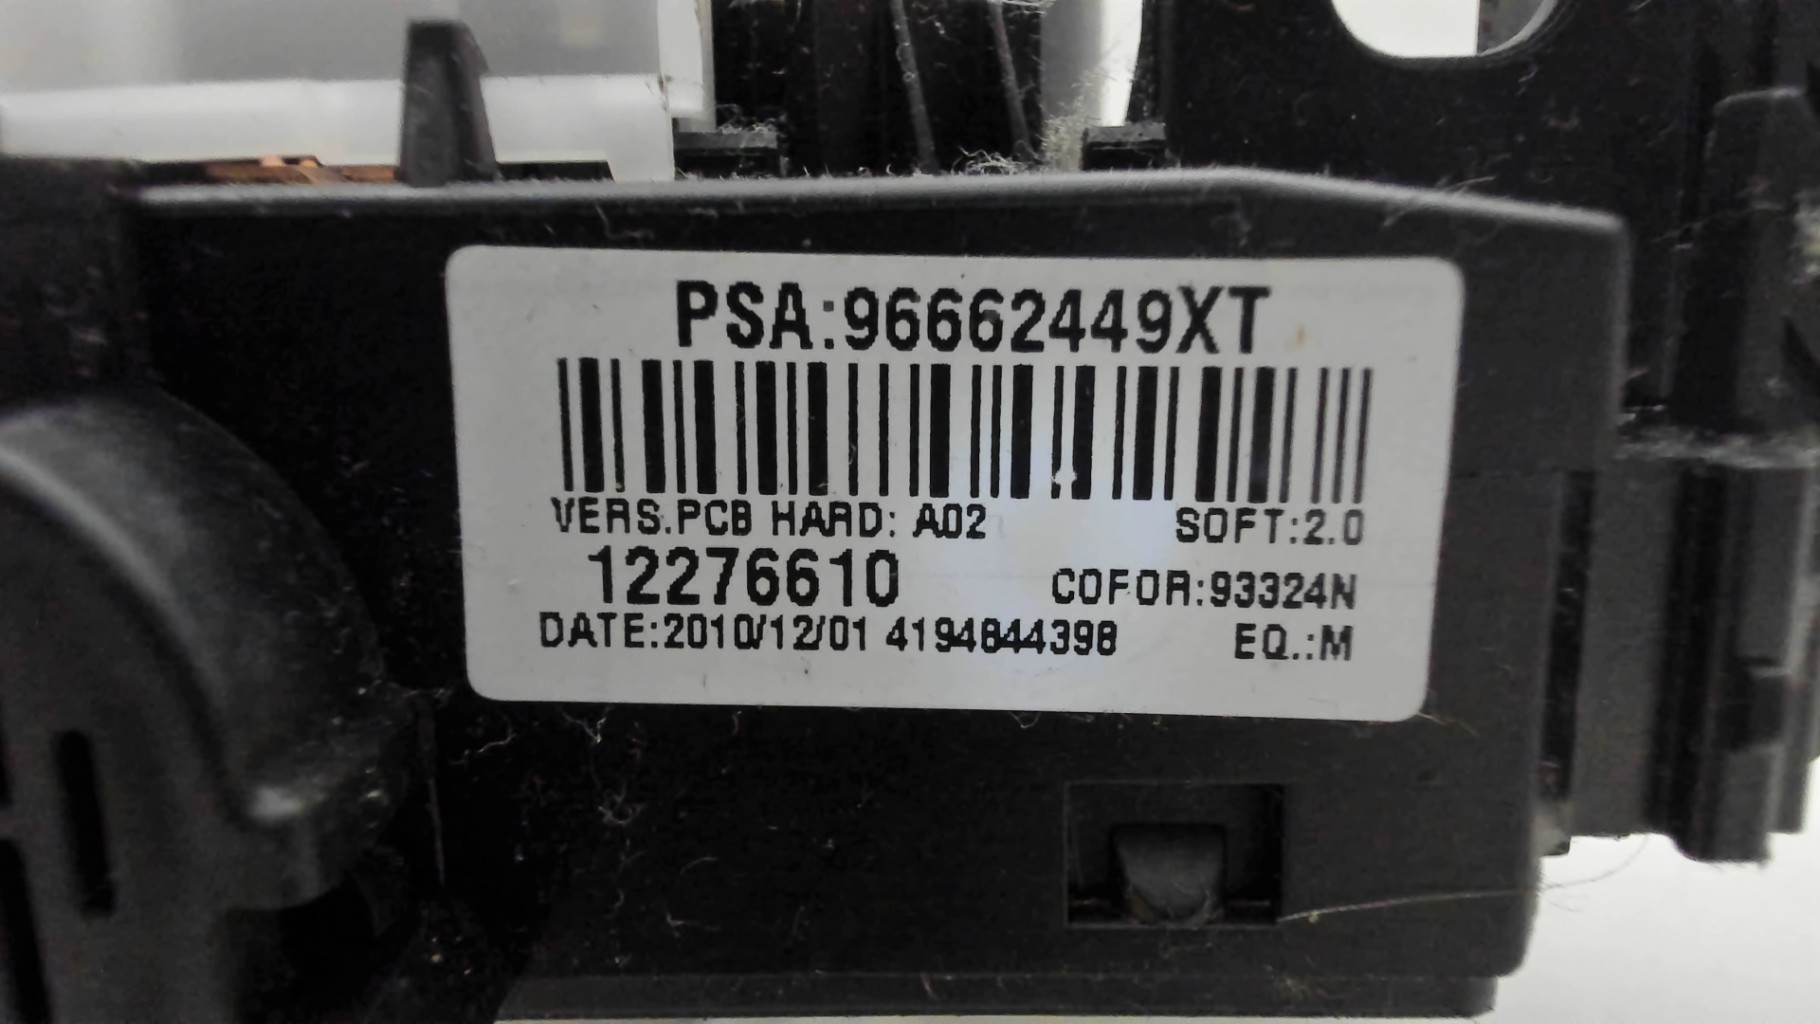 PSA:96662449XT
VERS.PCB HARD: A02 SOFT:2.0
12276610 COFOR:93324N
DATE:2010/12/01 4194844398 EQ.:M